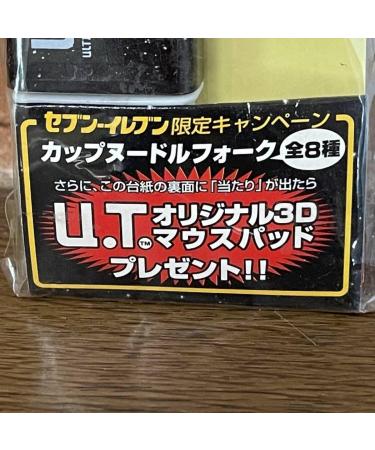 ULT
セブン-イレブン限定キャンペーン
カップヌードルフォーク 全8種
さらに、この台紙の裏面に「当たり」が出たら
U.T.™ オリジナル3D
マウスパッド
プレゼント!!